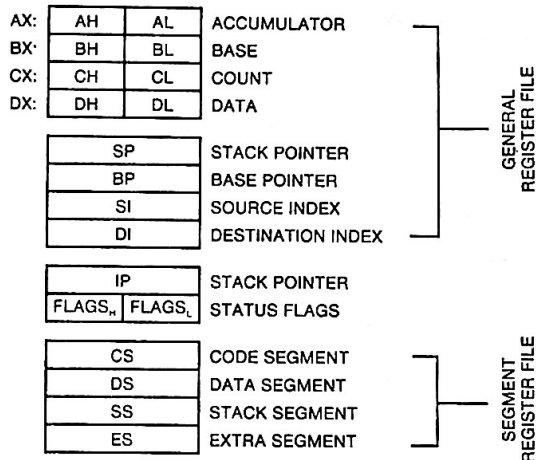 AX: AH AL ACCUMULATOR
BX: BH BL BASE
CX: CH CL COUNT
DX: DH DL DATA
SP STACK POINTER
BP BASE POINTER
SI SOURCE INDEX
DI DESTINATION INDEX
GENERAL
REGISTER FILE
IP STACK POINTER
FLAGSH FLAGSL STATUS FLAGS
CS CODE SEGMENT
DS DATA SEGMENT
SS STACK SEGMENT
ES EXTRA SEGMENT
SEGMENT
REGISTER FILE